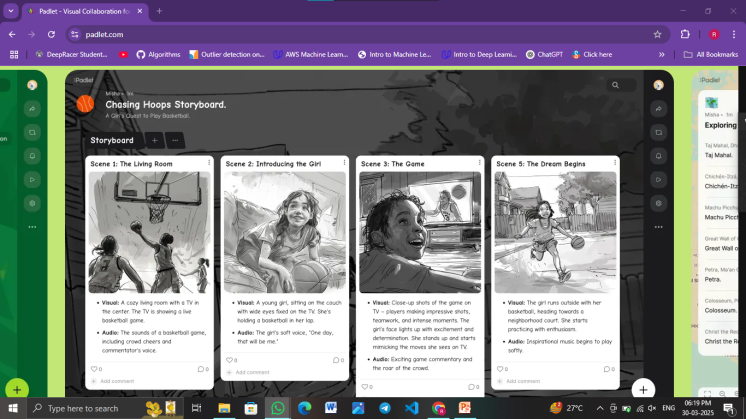 Padlet - Visual Collaboration fo
padlet.com
R
DeepRacer Student...
Algorithms
Outlier detection on...
AWS Machine Learn...
Intro to Machine Le...
Intro to Deep Learni...
ChatGPT
Click here
»
All Bookmarks
:Padlet
Misha • 1m
Chasing Hoops Storyboard.
A Girl's Quest to Play Basketball.
Storyboard
Scene 1: The Living Room
• Visual: A cozy living room with a TV in
the center. The TV is showing a live
basketball game.
• Audio: The sounds of a basketball game,
including crowd cheers and
commentator's voice.
0
0
Add comment
Scene 2: Introducing the Girl
• Visual: A young girl, sitting on the couch
with wide eyes fixed on the TV. She's
holding a basketball in her lap.
• Audio: The girl's soft voice, "One day,
that will be me."
0
0
Add comment
Scene 3: The Game
• Visual: Close-up shots of the game on
TV – players making impressive shots,
teamwork, and intense moments. The
girl's face lights up with excitement and
determination. She stands up and starts
mimicking the moves she sees on TV.
• Audio: Exciting game commentary and
the roar of the crowd.
0
0
Scene 5: The Dream Begins
• Visual: The girl runs outside with her
basketball, heading towards a
neighborhood court. She starts
practicing with enthusiasm.
• Audio: Inspirational music begins to play
softly.
0
0
Add comment
:Padlet
Misha • 1m
Exploring
Taj Mahal, Dh
Taj Mahal.
Chichén-Itzá,
Chichén-Itz
Machu Picchu
Machu Picc
Great Wall of
Great Wall o
Petra, Ma'an G
Petra.
Colosseum, P
Colosseum.
Christ the Re
Christ the Re
Type here to search
27°C
ENG
06:19 PM
30-03-2025